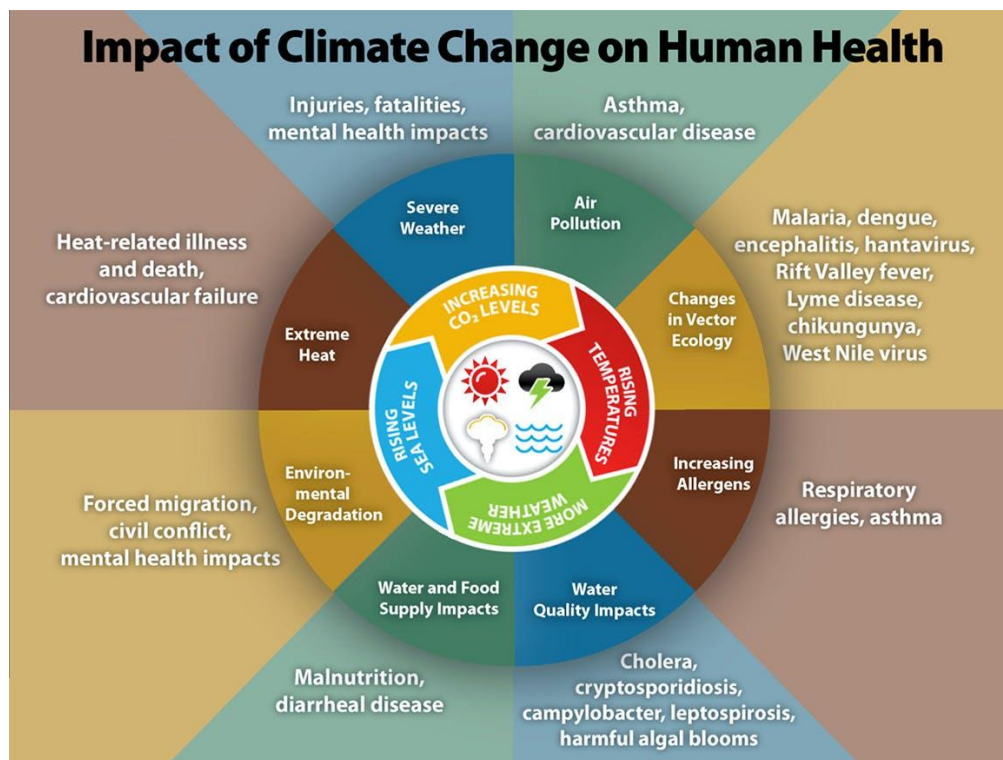 Impact of Climate Change on Human Health
Injuries, fatalities,
mental health impacts
Asthma,
cardiovascular disease
Severe
Weather
Air
Pollution
Heat-related illness
and death,
cardiovascular failure
Malaria, dengue,
encephalitis, hantavirus,
Rift Valley fever,
Lyme disease,
chikungunya,
West Nile virus
Extreme
Heat
Changes
in Vector
Ecology
INCREASING
CO₂ LEVELS
RISING
TEMPERATURES
RISING
SEA LEVELS
MORE EXTREME
WEATHER
Environ-
mental
Degradation
Increasing
Allergens
Forced migration,
civil conflict,
mental health impacts
Respiratory
allergies, asthma
Water and Food
Supply Impacts
Water
Quality Impacts
Malnutrition,
diarrheal disease
Cholera,
cryptosporidiosis,
campylobacter, leptospirosis,
harmful algal blooms